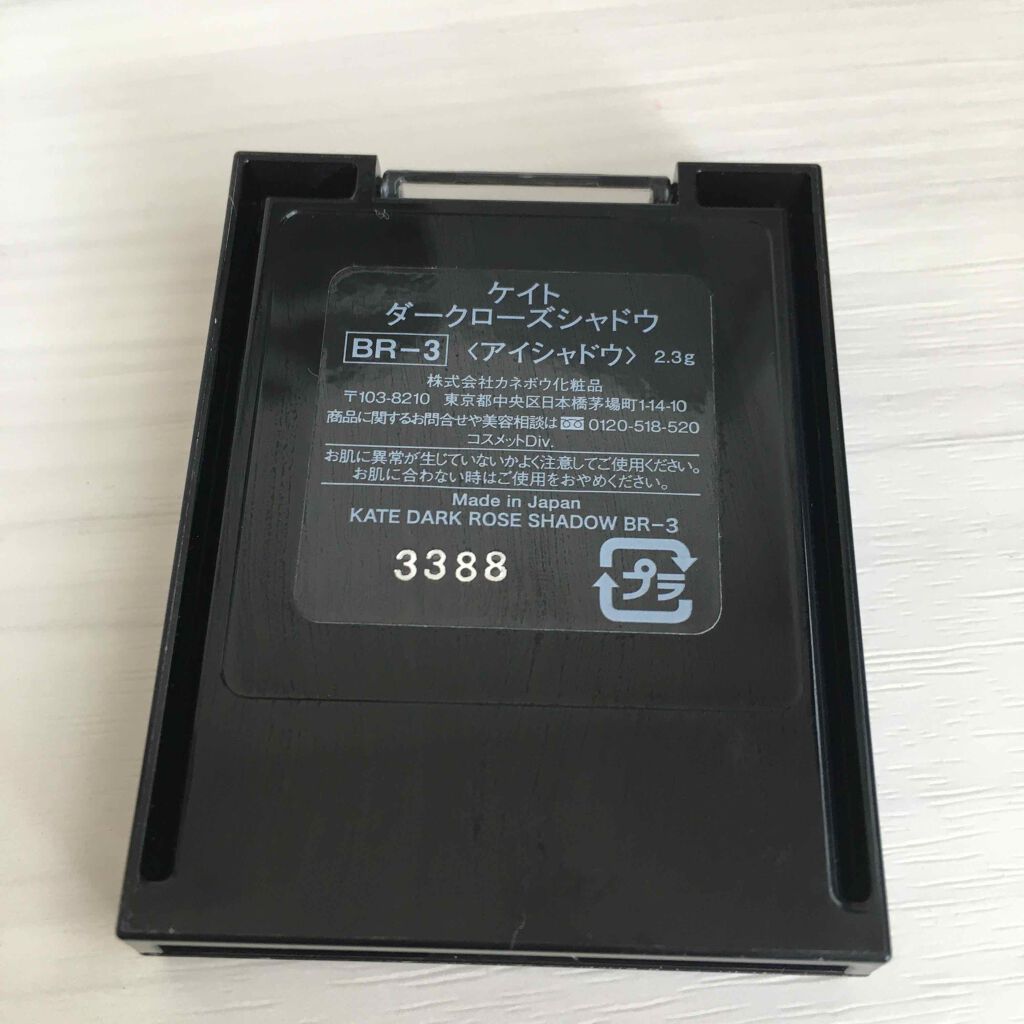 ケイト
ダークローズシャドウ
BR-3 〈アイシャドウ〉 2.3g
株式会社カネボウ化粧品
〒103-8210 東京都中央区日本橋茅場町1-14-10
商品に関するお問合せや美容相談は 0120-518-520
コスメットDiv.
お肌に異常が生じていないかよく注意してご使用ください。
お肌に合わない時はご使用をおやめください。
Made in Japan
KATE DARK ROSE SHADOW BR-3
3388
プラ